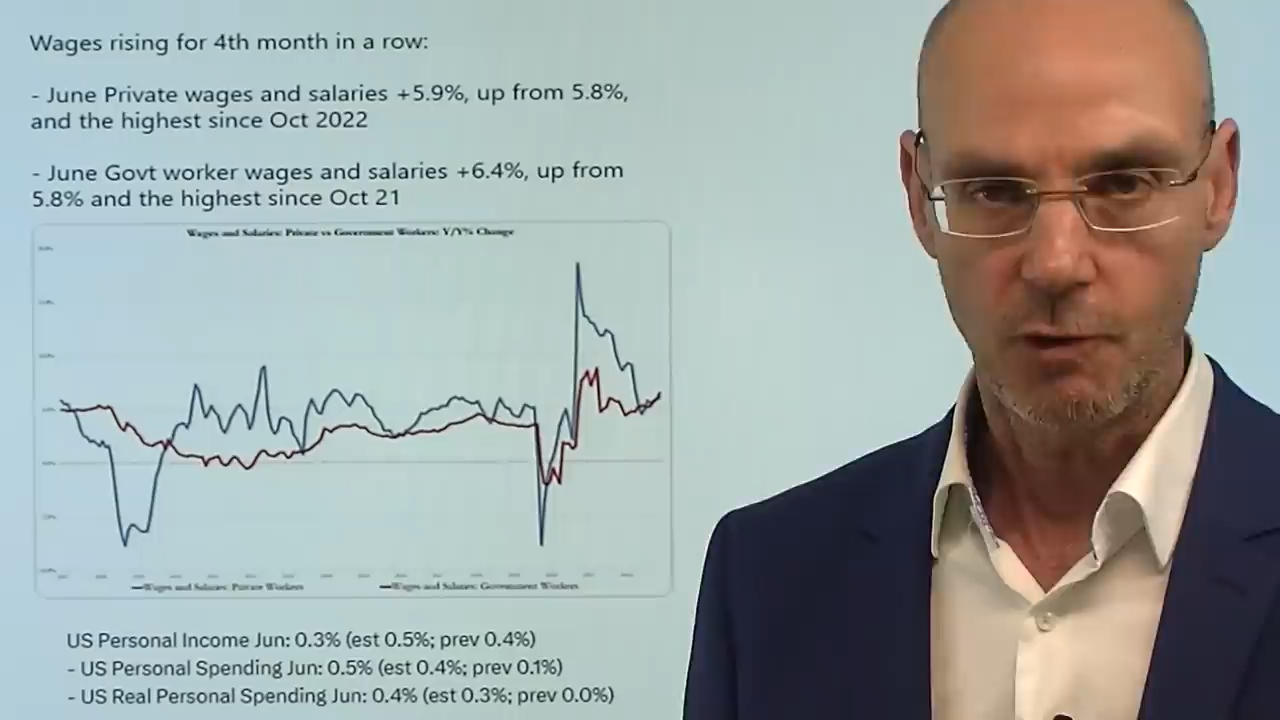 Wages rising for 4th month in a row:
- June Private wages and salaries +5.9%, up from 5.8%,
and the highest since Oct 2022
- June Govt worker wages and salaries +6.4%, up from
5.8% and the highest since Oct 21
Wages and Salaries: Private vs Government Workers: Y/Y% Change
Wages and Salaries: Private Workers
Wages and Salaries: Government Workers
US Personal Income Jun: 0.3% (est 0.5%; prev 0.4%)
- US Personal Spending Jun: 0.5% (est 0.4%; prev 0.1%)
- US Real Personal Spending Jun: 0.4% (est 0.3%; prev 0.0%)